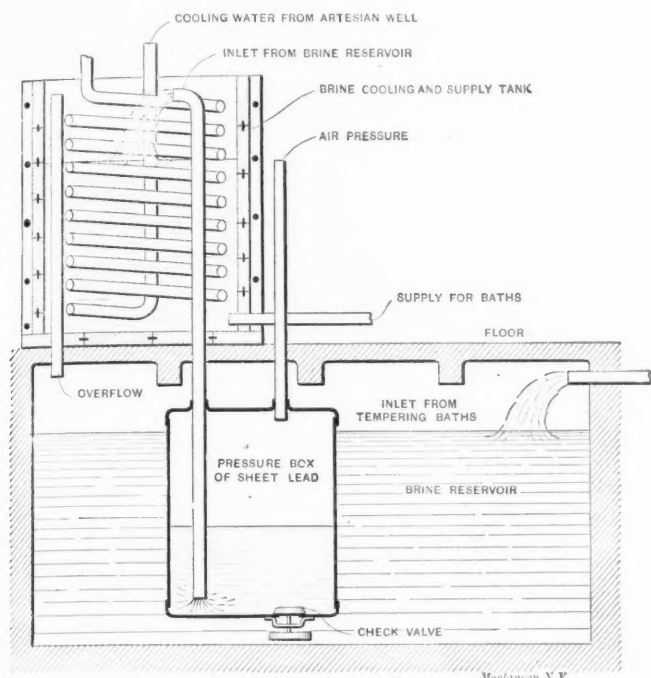 COOLING WATER FROM ARTESIAN WELL
INLET FROM BRINE RESERVOIR
BRINE COOLING AND SUPPLY TANK
AIR PRESSURE
SUPPLY FOR BATHS
FLOOR
OVERFLOW
INLET FROM
TEMPERING BATHS
PRESSURE BOX
OF SHEET LEAD
BRINE RESERVOIR
CHECK VALVE
N.Y.